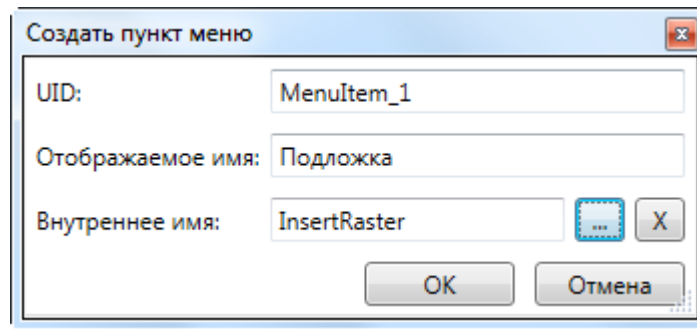 Создать пункт меню
UID: MenuItem_1
Отображаемое имя: Подложка
Внутреннее имя: InsertRaster ... X
OK Отмена